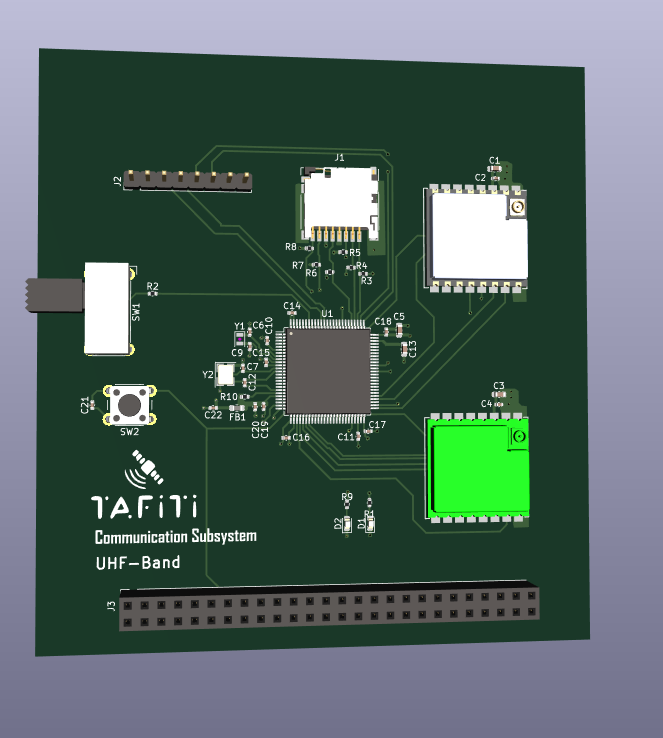 J1
C1
C2
J2
R8
R5
R7
R4
R6
R3
R2
SW1
C14
U1
Y1
C6
C10
C18
C5
C9
C15
C13
Y2
C7
C12
R10
C3
C4
C21
C22
FB1
C20
C19
SW2
C16
C11
C17
TAFITI
Communication Subsystem
UHF-Band
R9
R1
D2
D1
J3